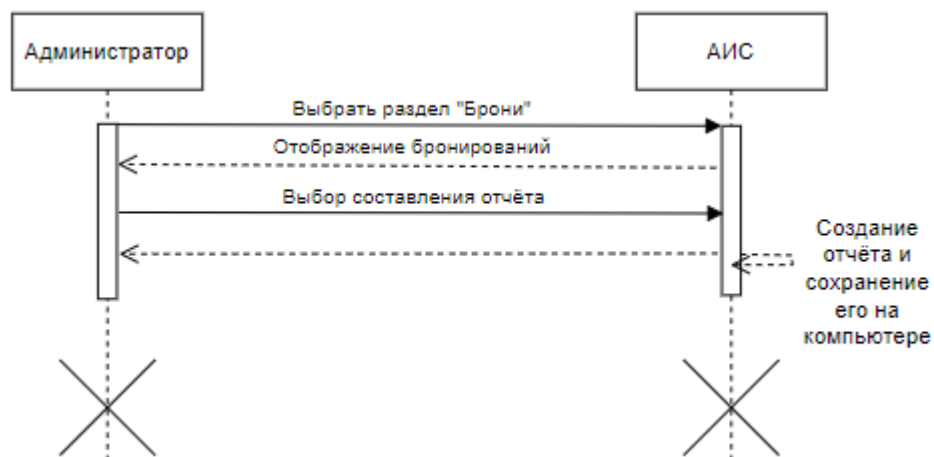 Администратор
АИС
Выбрать раздел "Брони"
Отображение бронирований
Выбор составления отчёта
Создание
отчёта и
сохранение
его на
компьютере